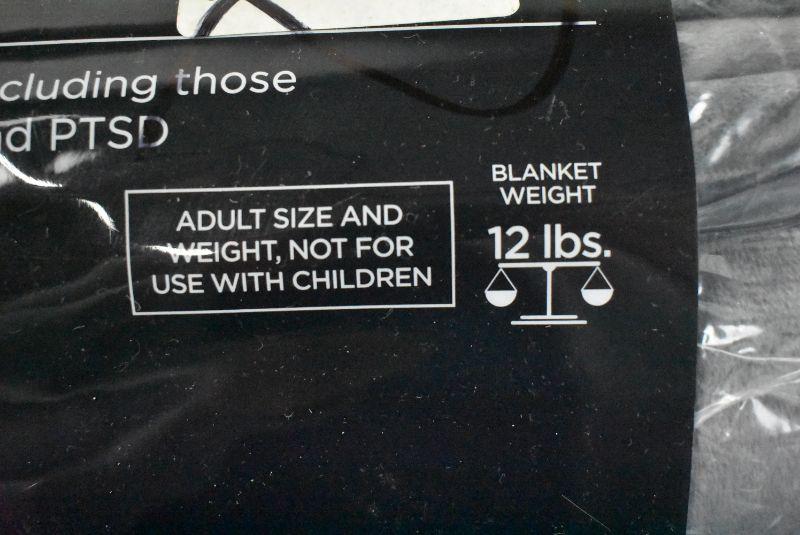 cluding those
d PTSD
ADULT SIZE AND
WEIGHT, NOT FOR
USE WITH CHILDREN
BLANKET
WEIGHT
12 lbs.